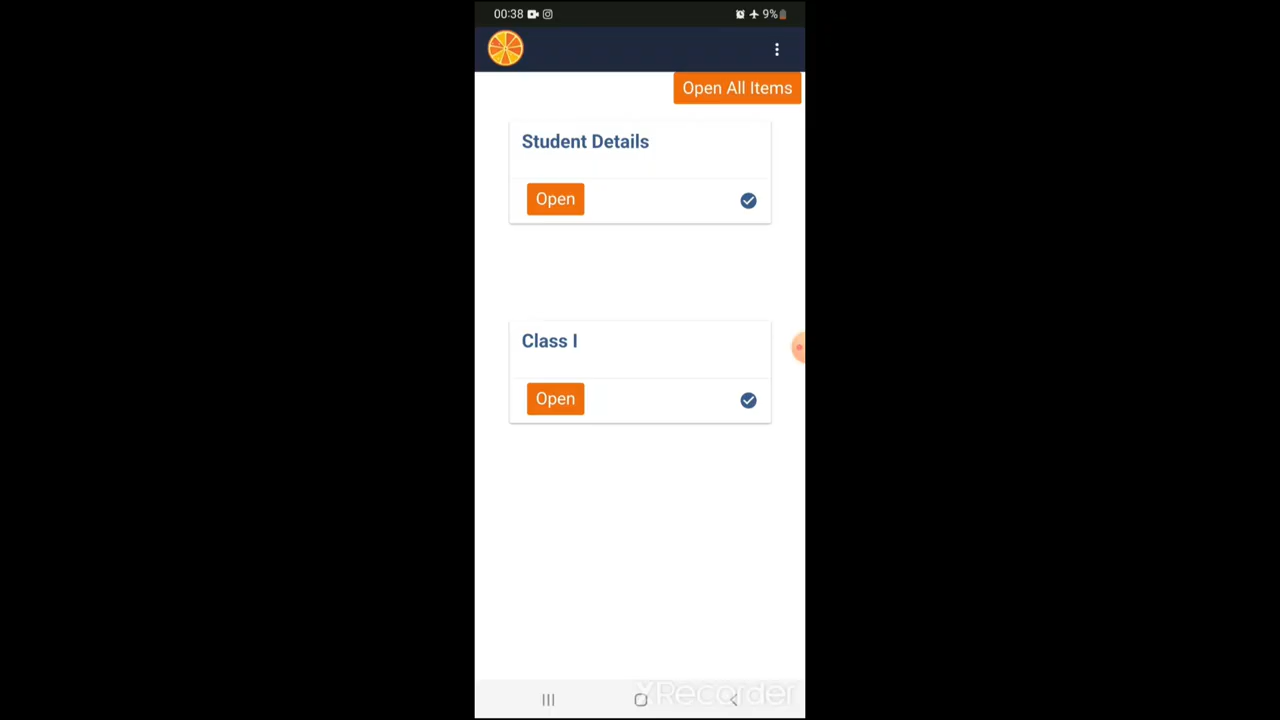 00:38
9%
Open All Items
Student Details
Open
Class I
Open
XRecorder